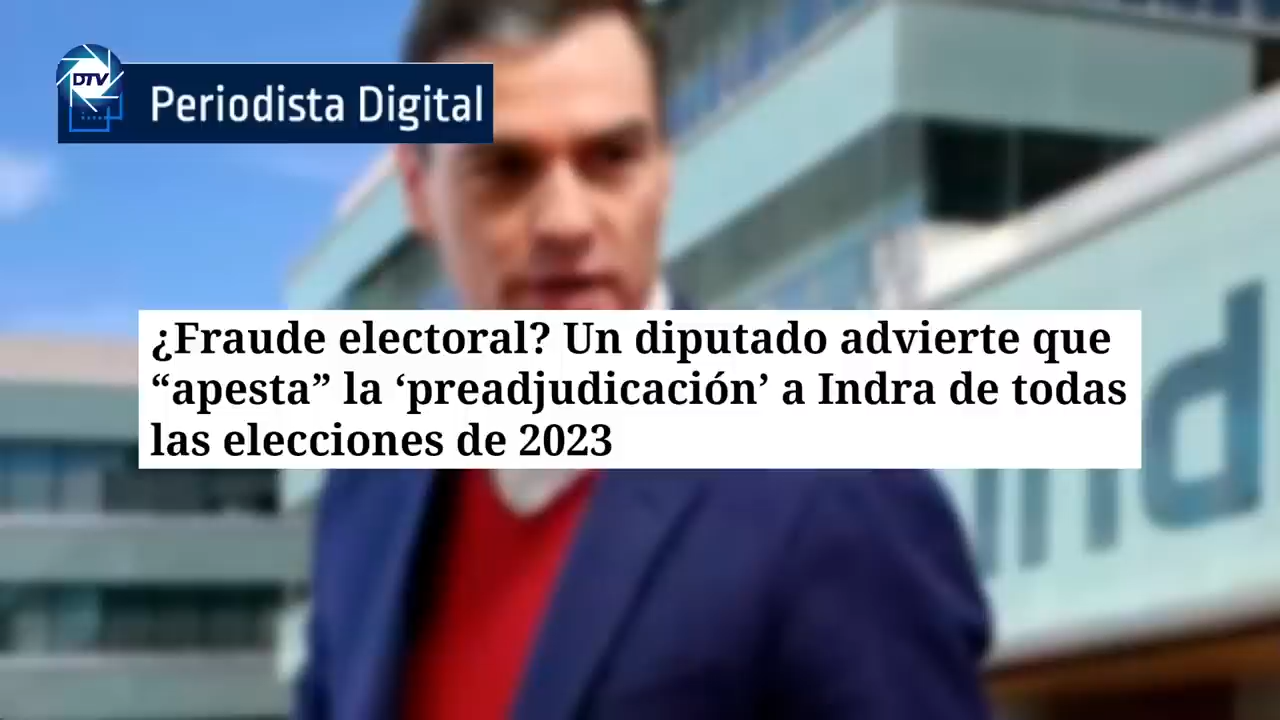 DTV
Periodista Digital
¿Fraude electoral? Un diputado advierte que
“apesta” la ‘preadjudicación’ a Indra de todas
las elecciones de 2023
ind